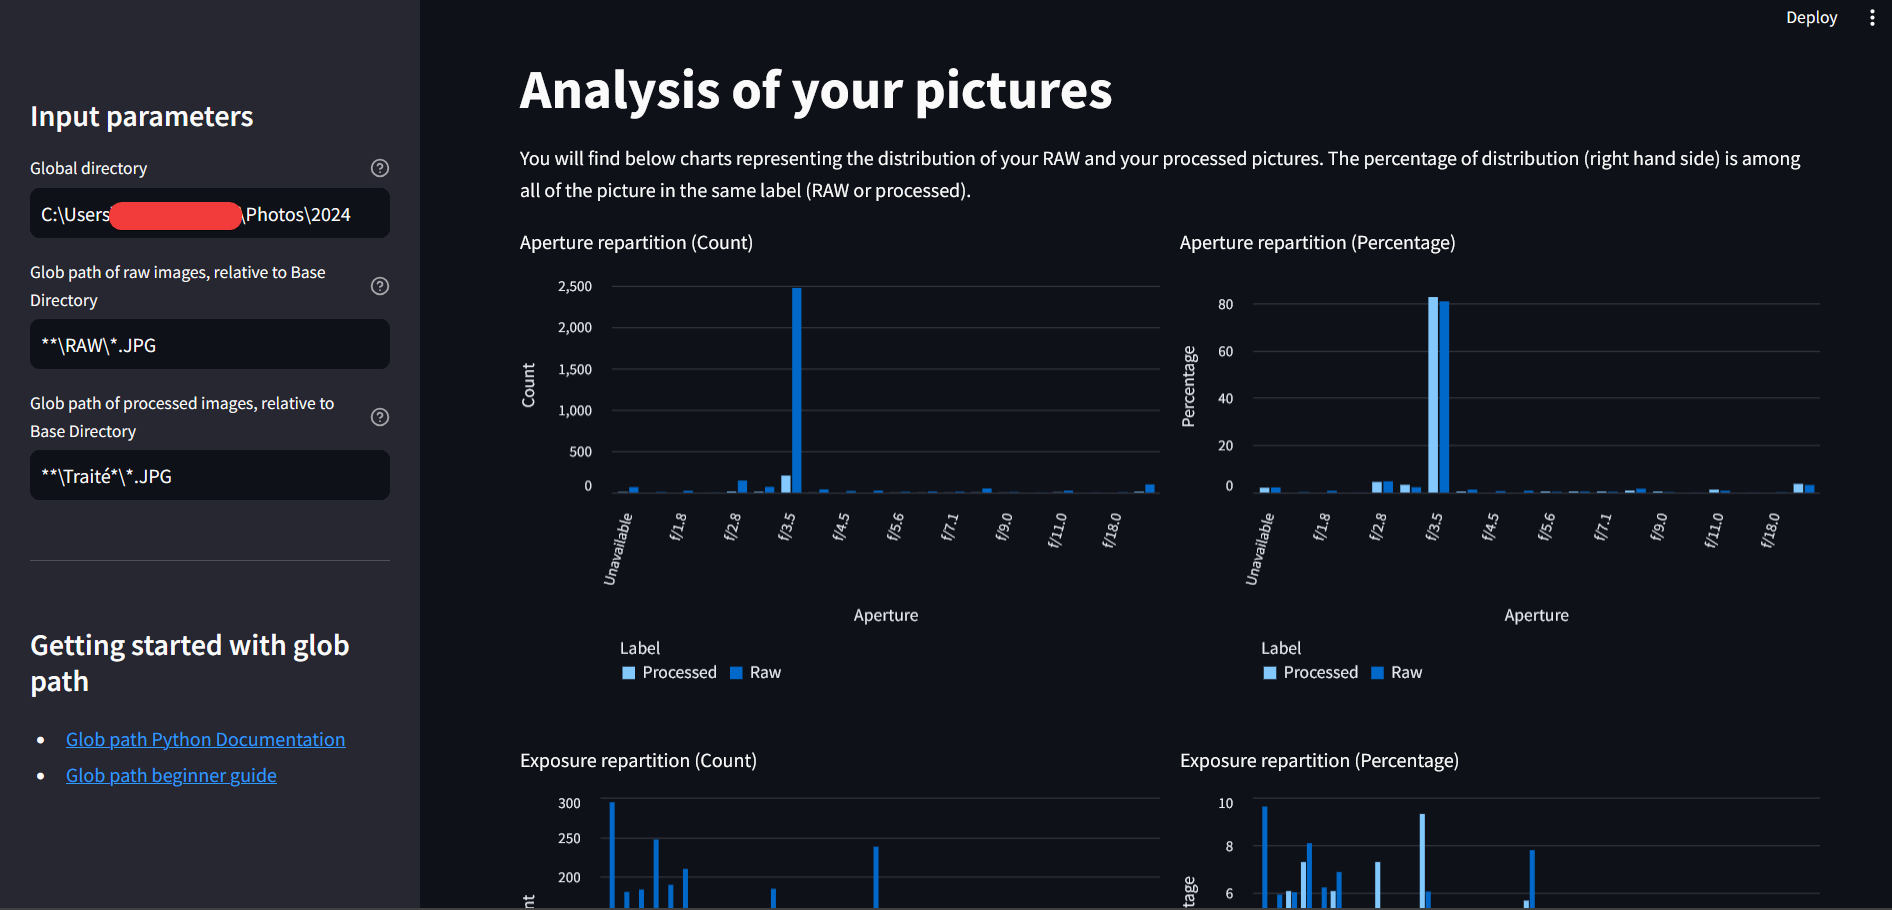 Deploy
Input parameters
Global directory
C:\Users
\Photos\2024
Glob path of raw images, relative to Base
Directory
**\RAW\*.JPG
Glob path of processed images, relative to
Base Directory
**\Traité*\*.JPG
Getting started with glob
path
Glob path Python Documentation
Glob path beginner guide
Analysis of your pictures
You will find below charts representing the distribution of your RAW and your processed pictures. The percentage of distribution (right hand side) is among
all of the picture in the same label (RAW or processed).
Aperture repartition (Count)
2,500
2,000
1,500
1,000
500
0
Count
Unavailable
f/1.8
f/2.8
f/3.5
f/4.5
f/5.6
f/7.1
f/9.0
f/11.0
f/18.0
Aperture
Label
Processed Raw
Aperture repartition (Percentage)
80
60
40
20
0
Percentage
Unavailable
f/1.8
f/2.8
f/3.5
f/4.5
f/5.6
f/7.1
f/9.0
f/11.0
f/18.0
Aperture
Label
Processed Raw
Exposure repartition (Count)
300
250
200
nt
Exposure repartition (Percentage)
10
8
6
tage